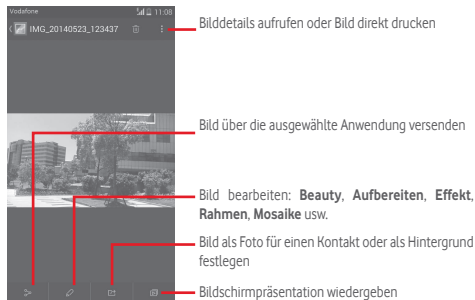 Vodafone 11:08
IMG_20140523_123437
Bilddetails aufrufen oder Bild direkt drucken
Bild über die ausgewählte Anwendung versenden
Bild bearbeiten: Beauty, Aufbereiten, Effekt,
Rahmen, Mosaike usw.
Bild als Foto für einen Kontakt oder als Hintergrund
festlegen
Bildschirmpräsentation wiedergeben